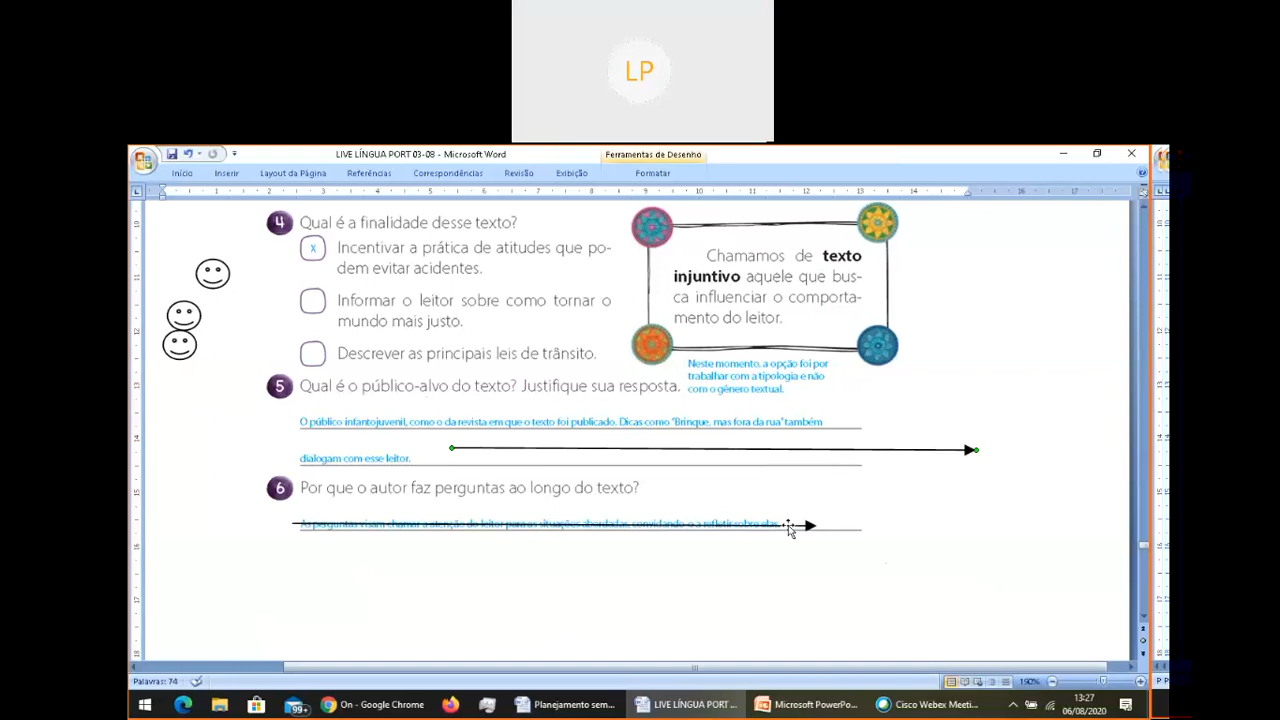 LP
LIVE LÍNGUA PORT 03-08 - Microsoft Word
Ferramentas de Desenho
Início Inserir Layout da Página Referências Correspondências Revisão Exibição Formatar
4 Qual é a finalidade desse texto?
x Incentivar a prática de atitudes que po-
dem evitar acidentes.
Informar o leitor sobre como tornar o
mundo mais justo.
Descrever as principais leis de trânsito.
Chamamos de texto
injuntivo aquele que bus-
ca influenciar o comporta-
mento do leitor.
Neste momento, a opção foi por
trabalhar com a tipologia e não
com o gênero textual.
5 Qual é o público-alvo do texto? Justifique sua resposta.
O público infantojuvenil, como o da revista em que o texto foi publicado. Dicas como "Brinque, mas fora da rua" também
dialogam com esse leitor.
6 Por que o autor faz perguntas ao longo do texto?
As perguntas visam chamar a atenção do leitor para as situações abordadas, convidando-o a refletir sobre elas.
Palavras: 74
190%
99+
On - Google Chrome
Planejamento sem...
LIVE LÍNGUA PORT ...
Microsoft PowerPo...
Cisco Webex Meeti...
13:27
06/08/2020